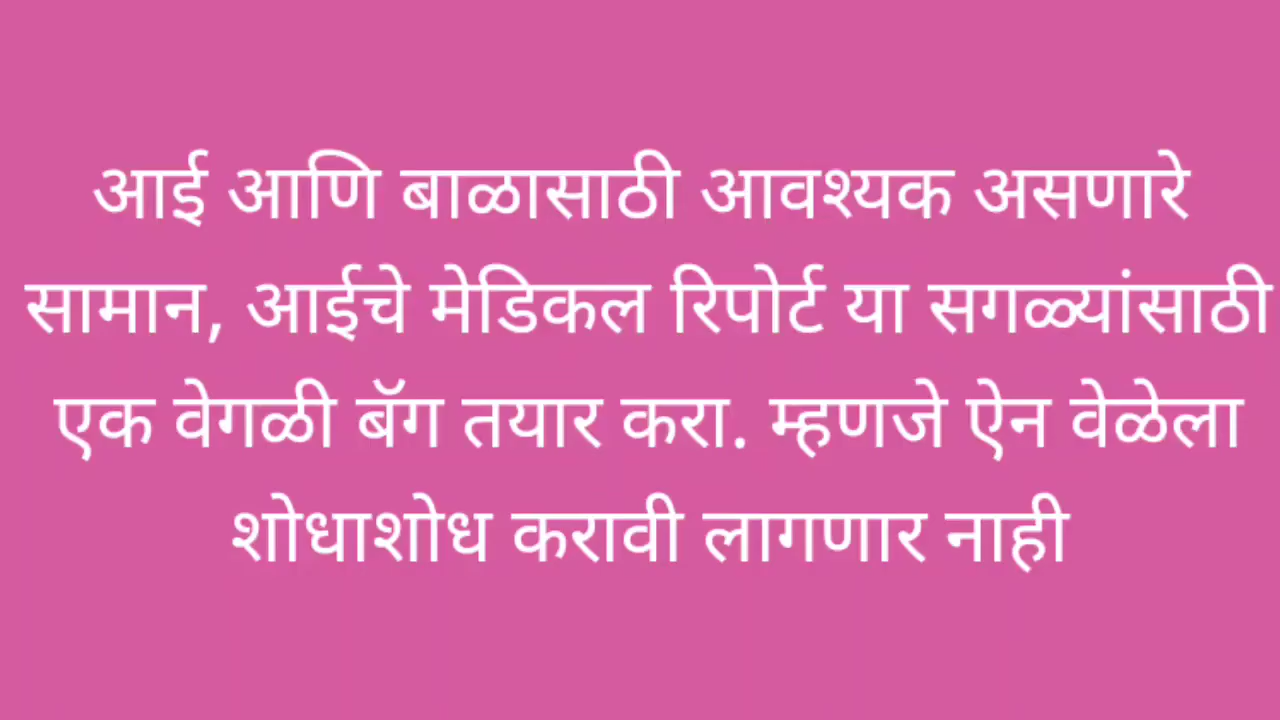 आई आणि बाळासाठी आवश्यक असणारे
सामान, आईचे मेडिकल रिपोर्ट या सगळ्यांसाठी
एक वेगळी बॅग तयार करा. म्हणजे ऐन वेळेला
शोधाशोध करावी लागणार नाही